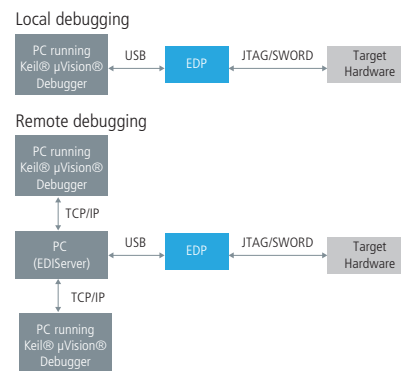 Local debugging
PC running
Keil® µVision®
Debugger
USB
EDP
JTAG/SWORD
Target
Hardware
Remote debugging
PC running
Keil® µVision®
Debugger
TCP/IP
PC
(EDIServer)
USB
EDP
JTAG/SWORD
Target
Hardware
TCP/IP
PC running
Keil® µVision®
Debugger